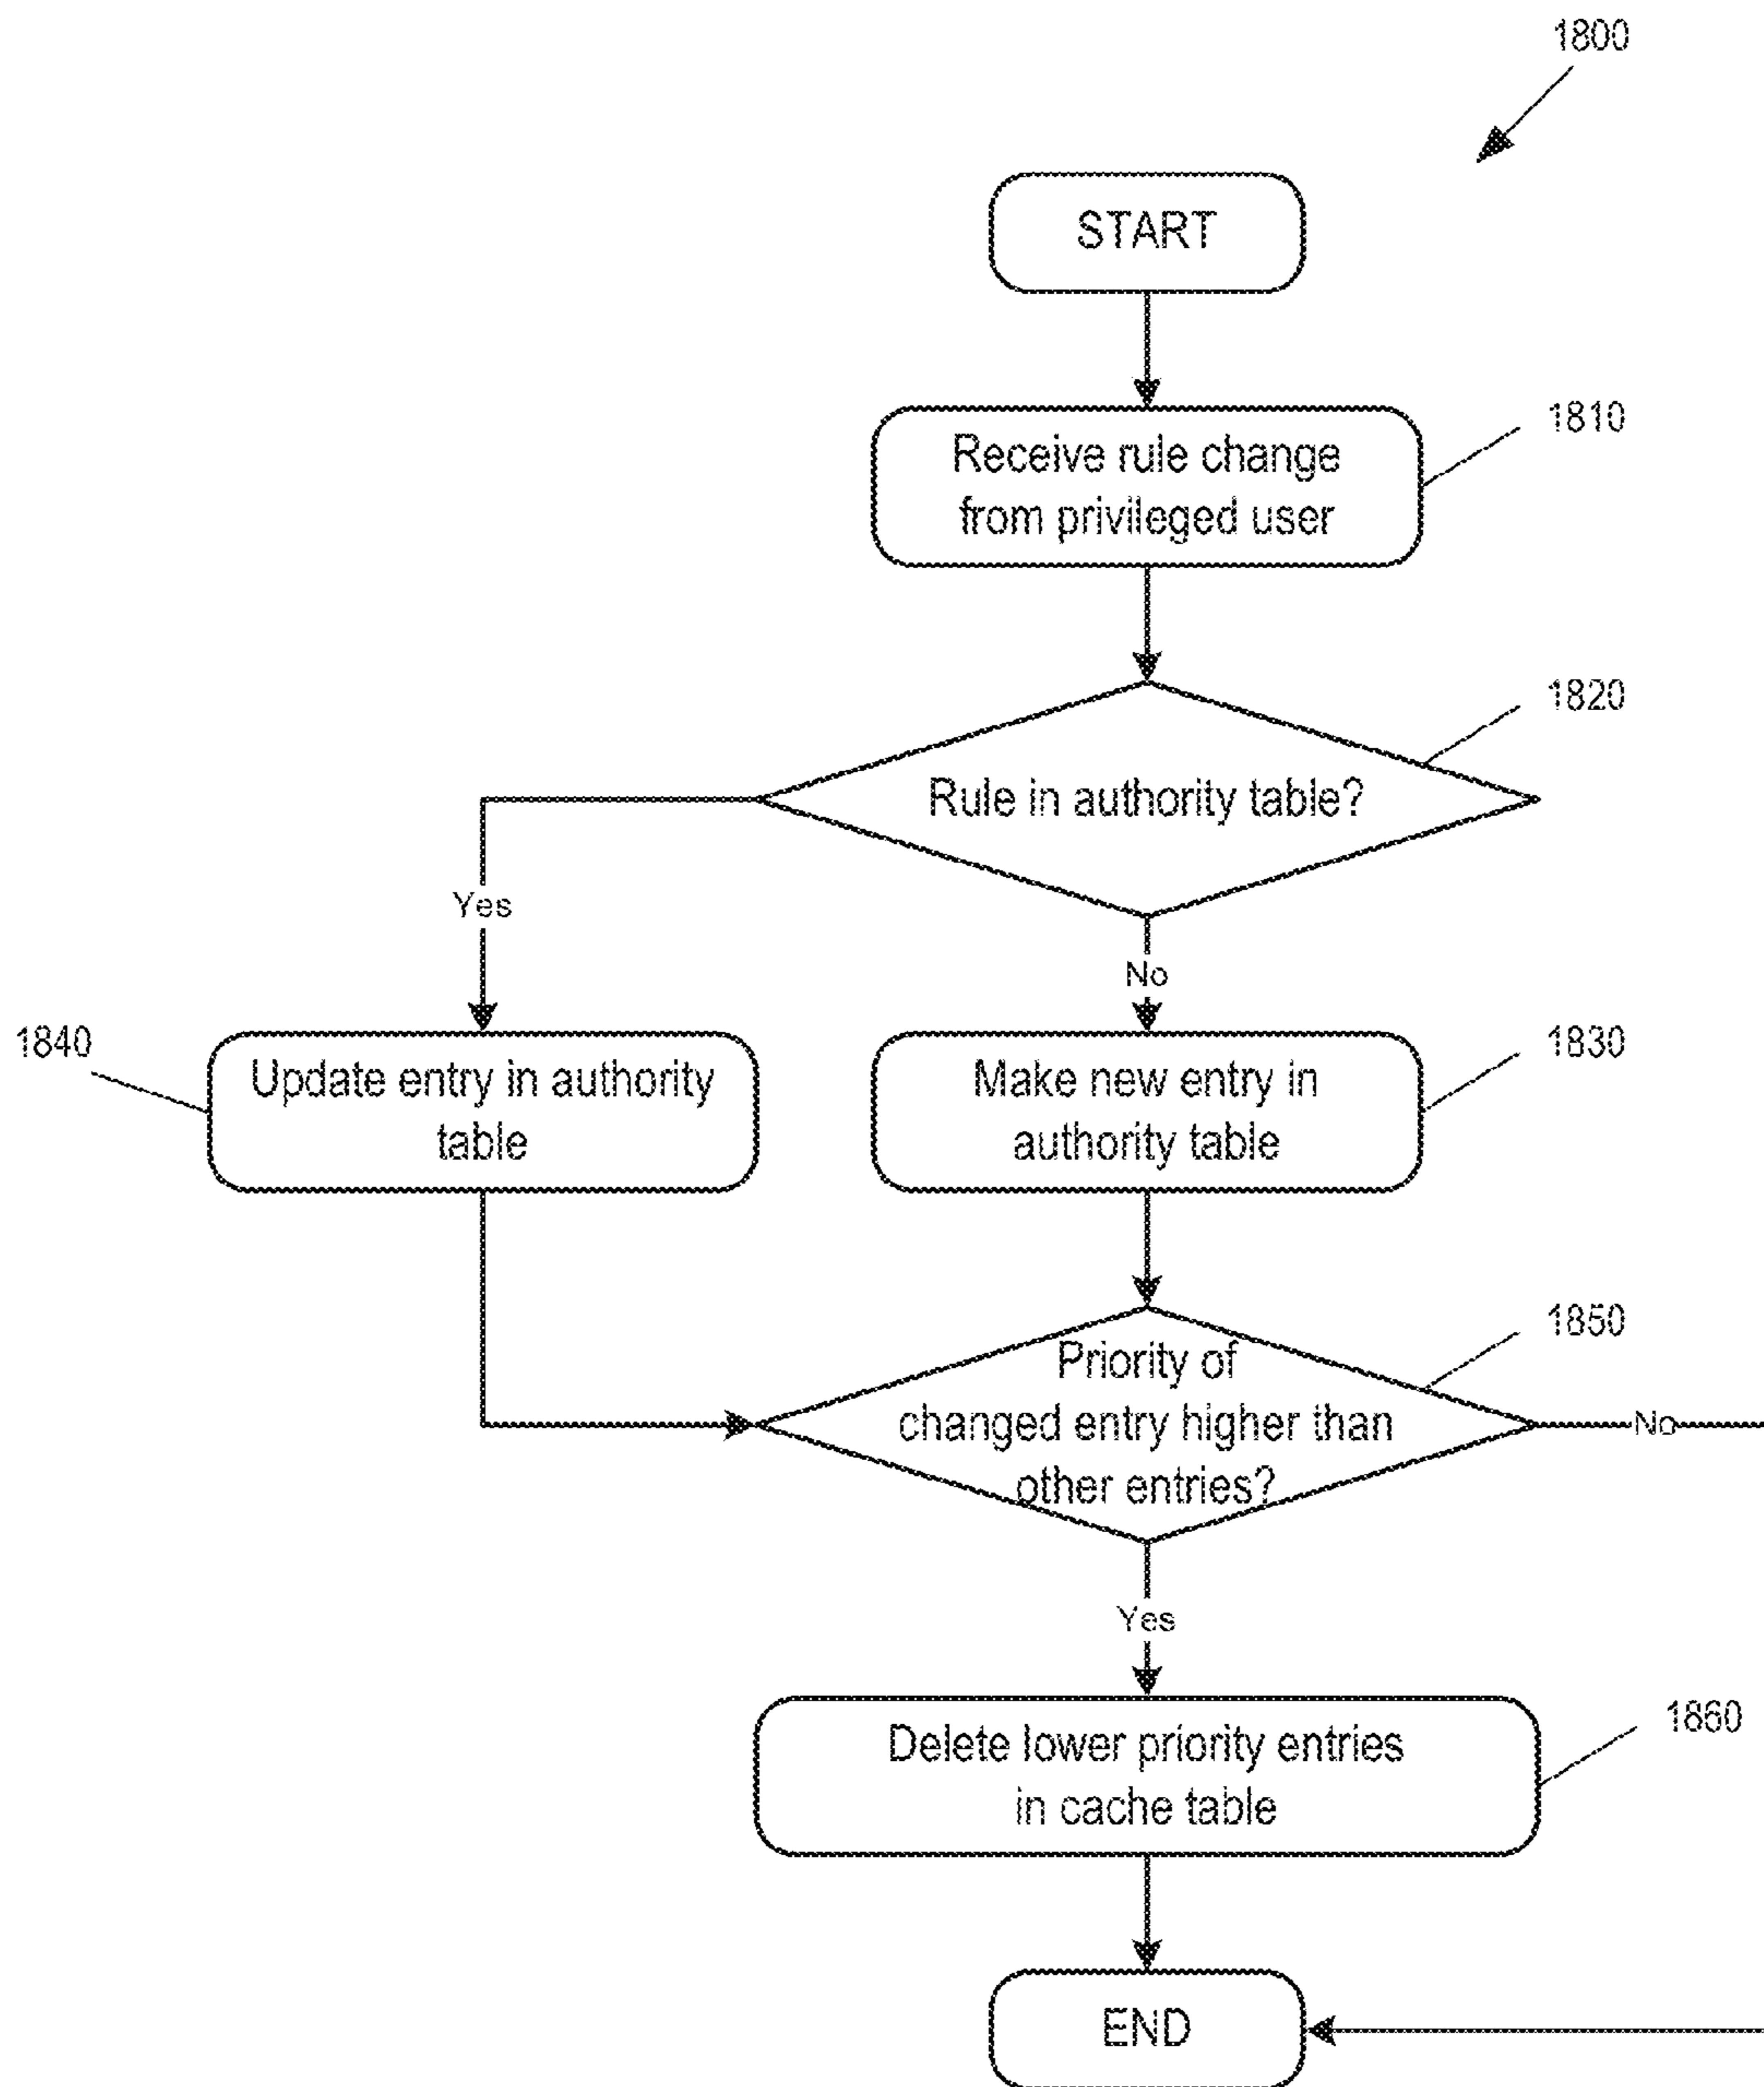 1800
START
Receive rule change
from privileged user
1810
Rule in authority table?
1820
Yes
No
1840
Update entry in authority
table
Make new entry in
authority table
1830
Priority of
changed entry higher than
other entries?
1850
No
Yes
Delete lower priority entries
in cache table
1860
END